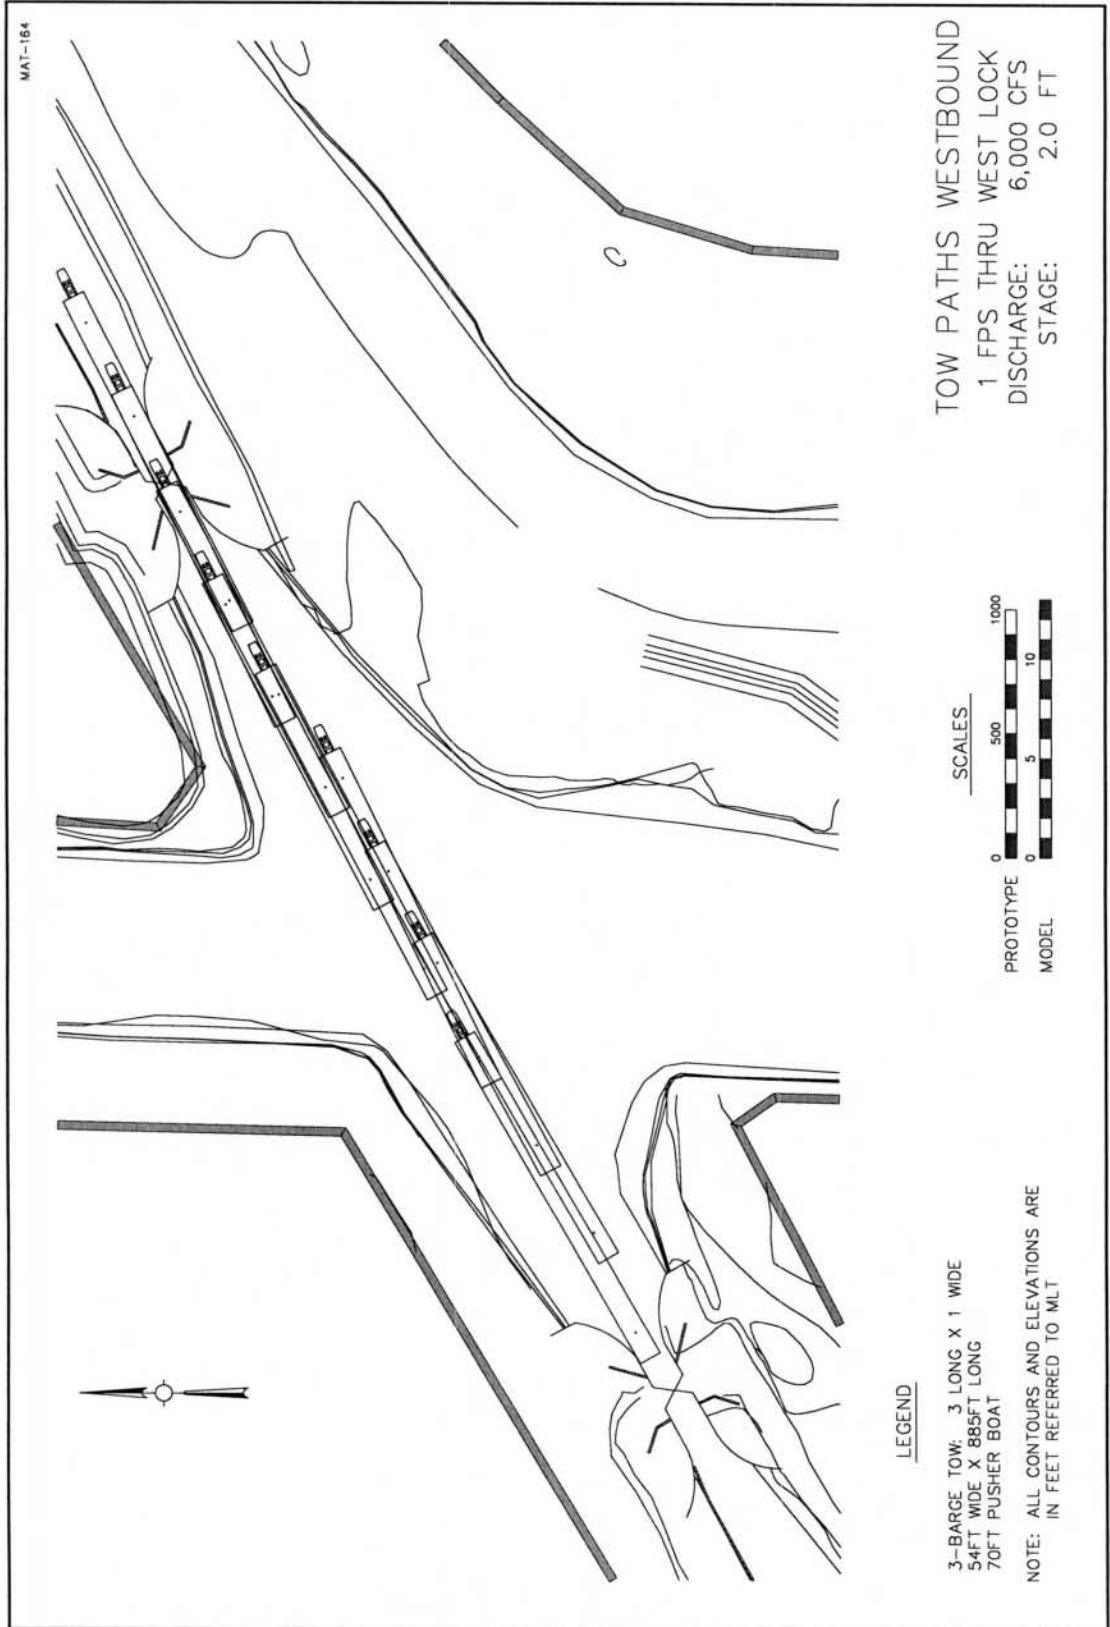 MAT-164
TOW PATHS WESTBOUND
1 FPS THRU WEST LOCK
DISCHARGE: 6,000 CFS
STAGE: 2.0 FT
SCALES
PROTOTYPE 0 500 1000
MODEL 0 5 10
LEGEND
3-BARGE TOW: 3 LONG X 1 WIDE
54FT WIDE X 885FT LONG
70FT PUSHER BOAT
NOTE: ALL CONTOURS AND ELEVATIONS ARE
IN FEET REFERRED TO MLT